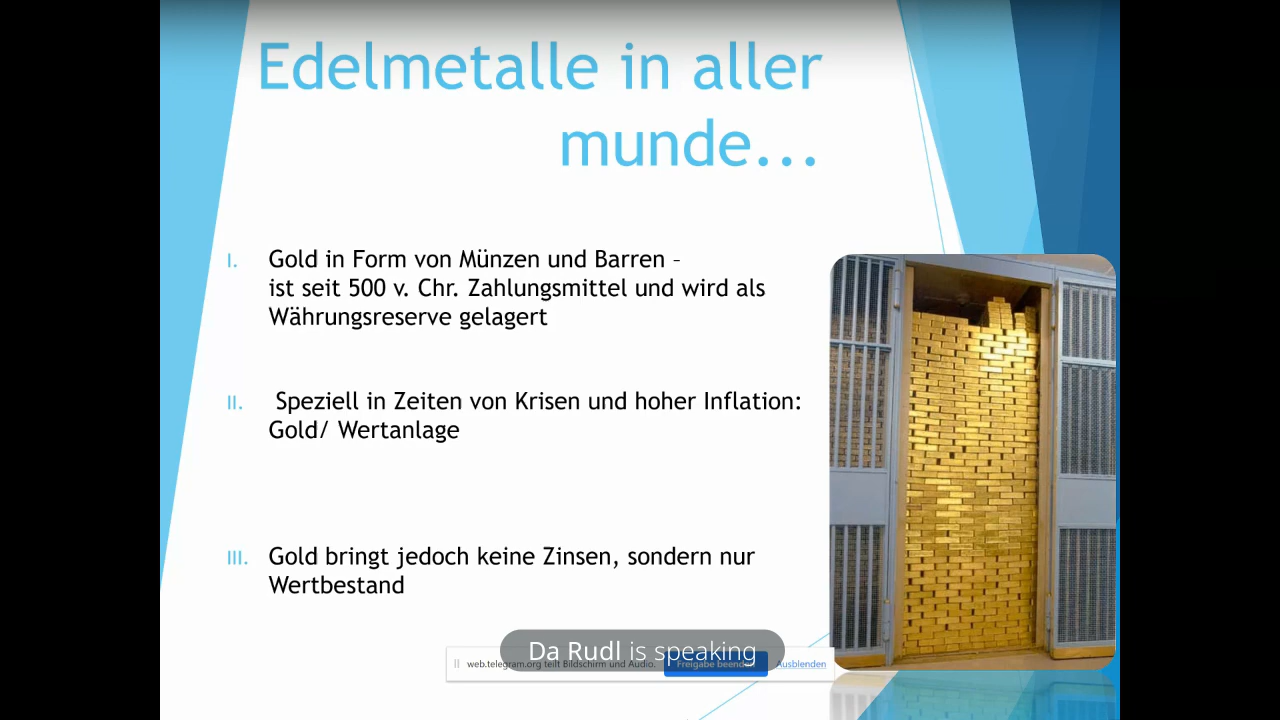 Edelmetalle in aller
munde...
I. Gold in Form von Münzen und Barren –
ist seit 500 v. Chr. Zahlungsmittel und wird als
Währungsreserve gelagert
II. Speziell in Zeiten von Krisen und hoher Inflation:
Gold/ Wertanlage
III. Gold bringt jedoch keine Zinsen, sondern nur
Wertbestand
Da Rudl is speaking
web.telegram.org teilt Bildschirm und Audio. Freigabe beenden Ausblenden